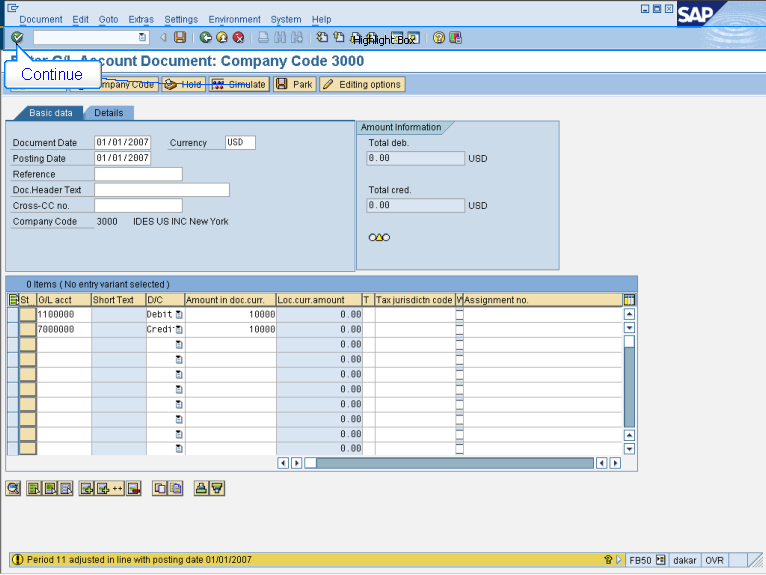 Document Edit Goto Extras Settings Environment System Help
SAP
Highlight Box
Enter G/L Account Document: Company Code 3000
Continue
Company Code Hold Simulate Park Editing options
Basic data Details
Amount Information
Document Date 01/01/2007 Currency USD
Total deb.
Posting Date 01/01/2007
0.00 USD
Reference
Doc.Header Text
Total cred.
Cross-CC no.
0.00 USD
Company Code 3000 IDES US INC New York
0 Items ( No entry variant selected )
St G/L acct Short Text D/C Amount in doc.curr. Loc.curr.amount T Tax jurisdictn code W Assignment no.
1100000 Debit 10000 0.00
7000000 Credi 10000 0.00
0.00
0.00
0.00
0.00
0.00
0.00
0.00
0.00
Period 11 adjusted in line with posting date 01/01/2007
FB50 dakar OVR